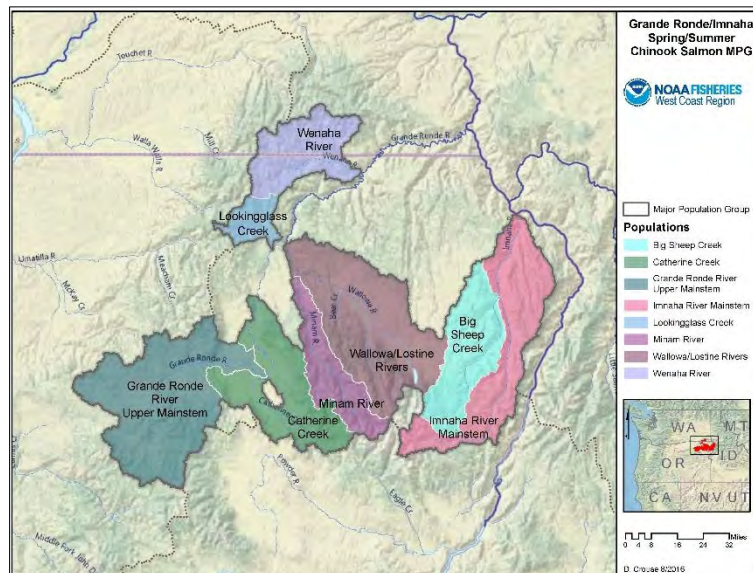 Grande Ronde/Imnaha
Spring/Summer
Chinook Salmon MPG
NOAA FISHERIES
West Coast Region
Major Population Group
Populations
Big Sheep Creek
Catherine Creek
Grande Ronde River
Upper Mainstem
Imnaha River Mainstem
Lookingglass Creek
Minam River
Wallowa/Lostine Rivers
Wenaha River
WA
MT
OR
ID
CA
NV
UT
0 4 8 16 24 32
Miles
D. Crouse 8/2016
Touchet R.
Walla Walla R.
Mill Cr.
Wenaha
River
Grande Ronde R.
Wenaha R.
Lookingglass
Creek
Umatilla R.
McKay Cr.
Meacham Cr.
Grande Ronde R.
Grande Ronde
River
Upper Mainstem
Catherine
Creek
Minam R.
Bear Cr.
Wallowa R.
Wallowa/Lostine
Rivers
Minam River
Big
Sheep
Creek
Imnaha R.
Imnaha River
Mainstem
Powder R.
Eagle Cr.
Middle Fork John D